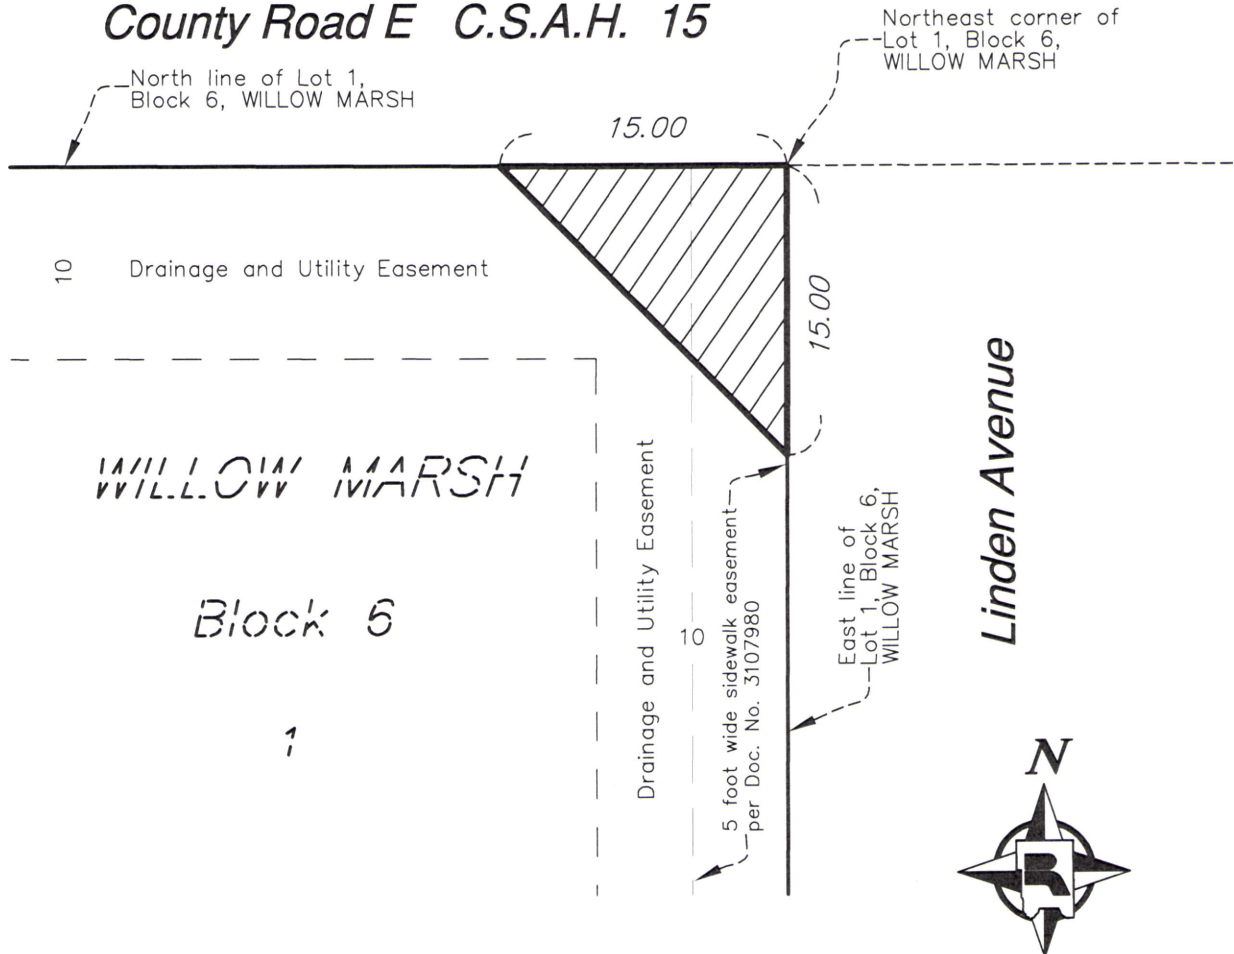 County Road E C.S.A.H. 15
Northeast corner of
Lot 1, Block 6,
WILLOW MARSH
North line of Lot 1,
Block 6, WILLOW MARSH
15.00
10
Drainage and Utility Easement
15.00
Linden Avenue
WILLOW MARSH
Block 6
1
Drainage and Utility Easement
10
5 foot wide sidewalk easement
per Doc. No. 3107980
East line of
Lot 1, Block 6,
WILLOW MARSH
N
R